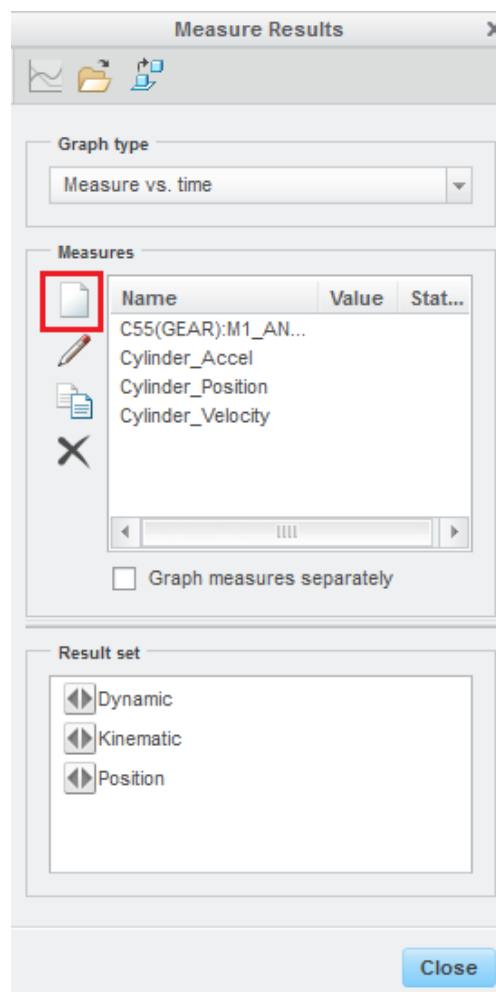 Measure Results
Graph type
Measure vs. time
Measures
Name Value Stat...
C55(GEAR):M1_AN...
Cylinder_Accel
Cylinder_Position
Cylinder_Velocity
Graph measures separately
Result set
Dynamic
Kinematic
Position
Close